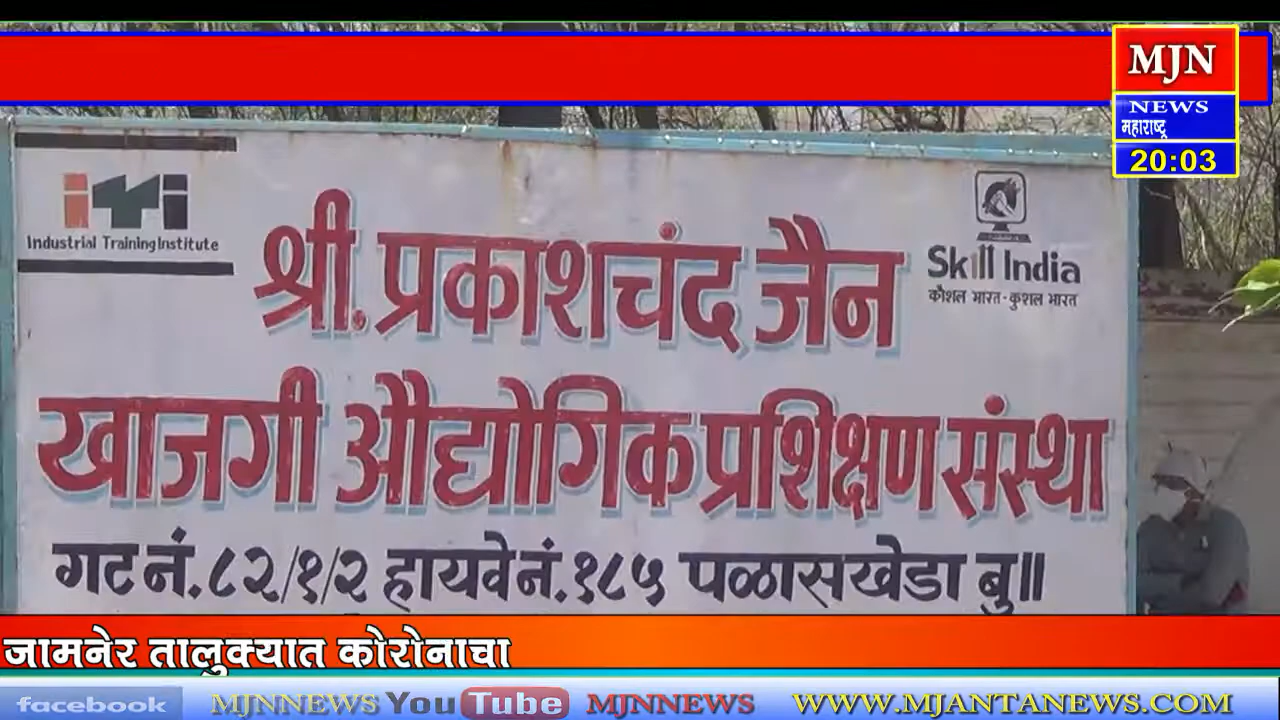 MJN
NEWS
महाराष्ट्र
20:03
iTi
Industrial Training Institute
Skill India
कौशल भारत-कुशल भारत
श्री. प्रकाशचंद जैन
खाजगी औद्योगिक प्रशिक्षण संस्था
गट नं. ८२/१/२ हायवे नं. १८५ पळासखेडा बु॥
जामनेर तालुक्यात कोरोनाचा
facebook MJNNEWS YouTube MJNNEWS WWW.MJANTANEWS.COM